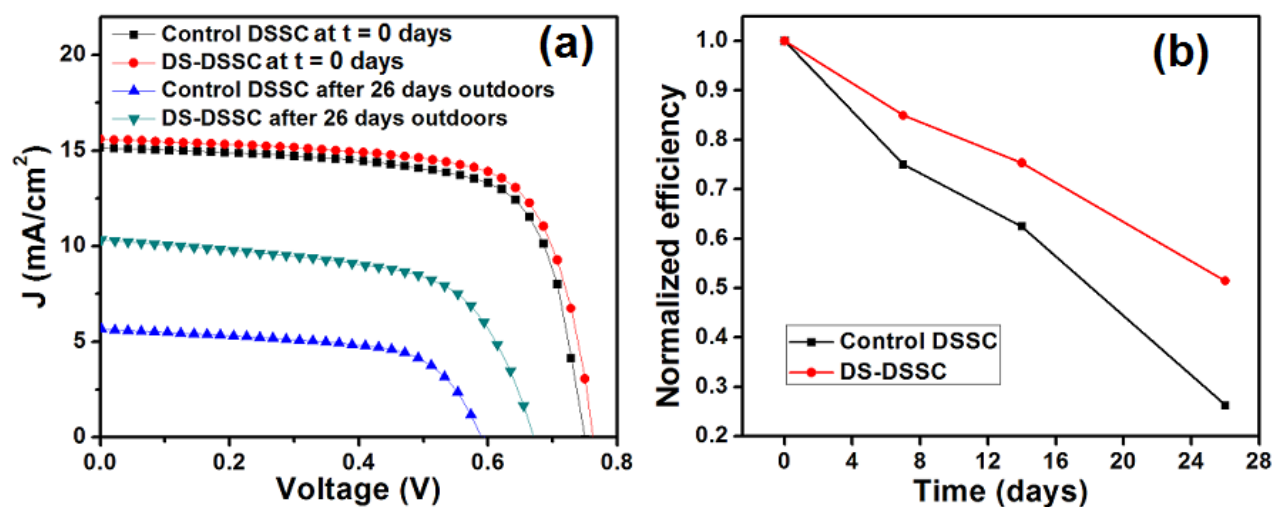 (a)
Control DSSC at t = 0 days
DS-DSSC at t = 0 days
Control DSSC after 26 days outdoors
DS-DSSC after 26 days outdoors
20
15
10
5
0
J (mA/cm²)
0.0 0.2 0.4 0.6 0.8
Voltage (V)
(b)
1.0
0.9
0.8
0.7
0.6
0.5
0.4
0.3
0.2
Normalized efficiency
Control DSSC
DS-DSSC
0 4 8 12 16 20 24 28
Time (days)